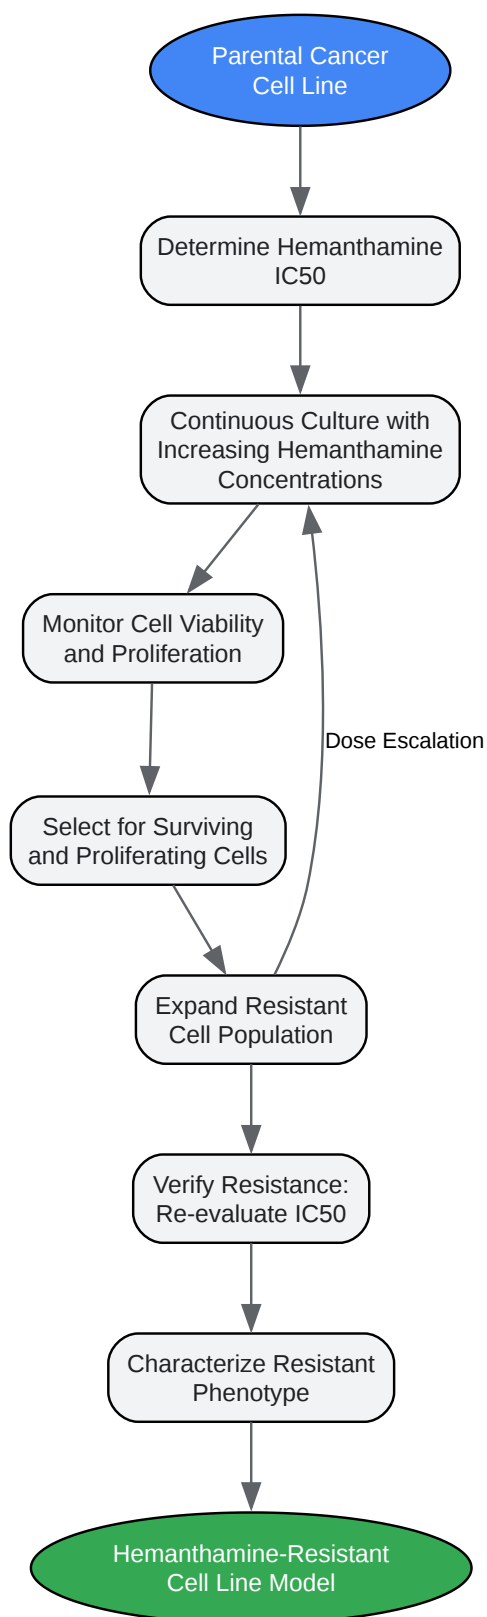 Parental Cancer
Cell Line
Determine Hemanthamine
IC50
Continuous Culture with
Increasing Hemanthamine
Concentrations
Monitor Cell Viability
and Proliferation
Dose Escalation
Select for Surviving
and Proliferating Cells
Expand Resistant
Cell Population
Verify Resistance:
Re-evaluate IC50
Characterize Resistant
Phenotype
Hemanthamine-Resistant
Cell Line Model